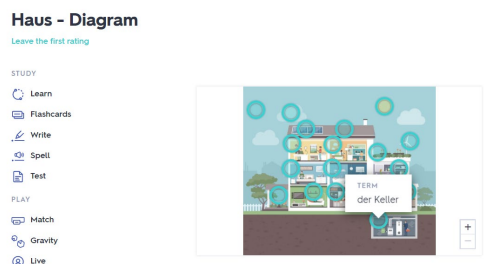 Haus - Diagram
Leave the first rating
STUDY
Learn
Flashcards
Write
Spell
Test
PLAY
Match
Gravity
Live
TERM
der Keller
+
-